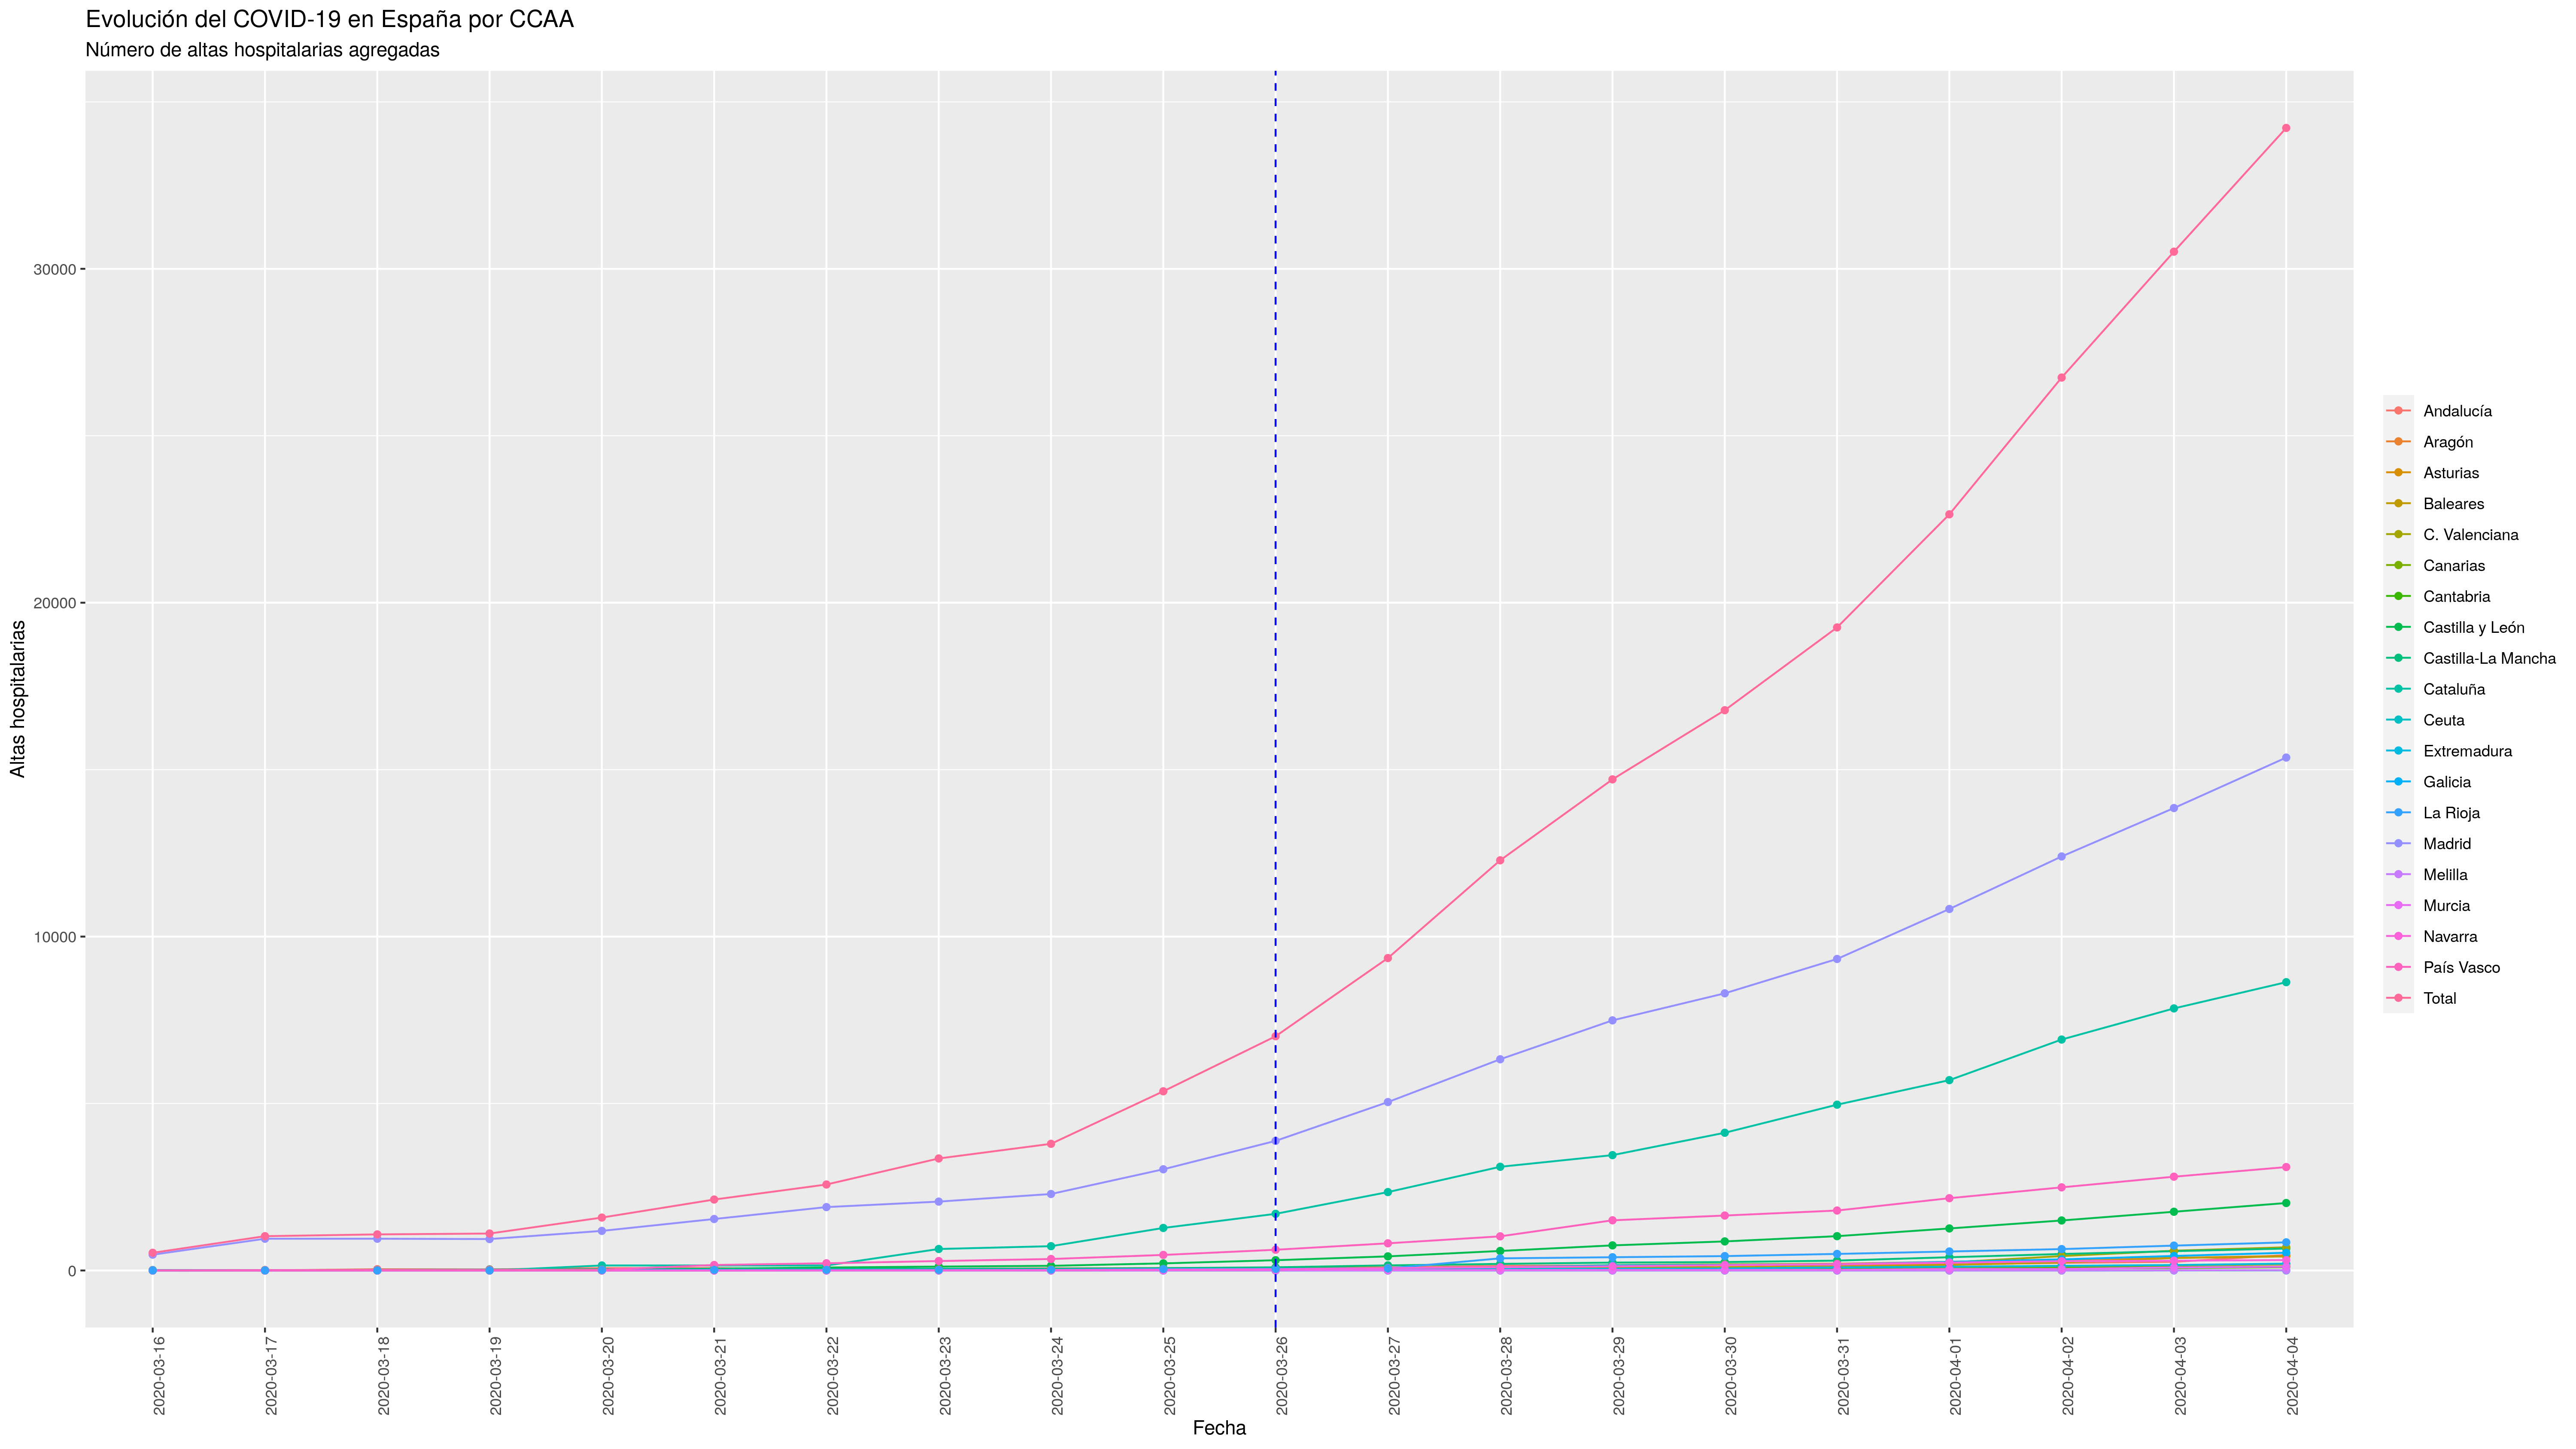 Evolución del COVID-19 en España por CCAA
Número de altas hospitalarias agregadas
Altas hospitalarias
30000
20000
10000
0
2020-03-16
2020-03-17
2020-03-18
2020-03-19
2020-03-20
2020-03-21
2020-03-22
2020-03-23
2020-03-24
2020-03-25
2020-03-26
2020-03-27
2020-03-28
2020-03-29
2020-03-30
2020-03-31
2020-04-01
2020-04-02
2020-04-03
2020-04-04
Fecha
Andalucía
Aragón
Asturias
Baleares
C. Valenciana
Canarias
Cantabria
Castilla y León
Castilla-La Mancha
Cataluña
Ceuta
Extremadura
Galicia
La Rioja
Madrid
Melilla
Murcia
Navarra
País Vasco
Total